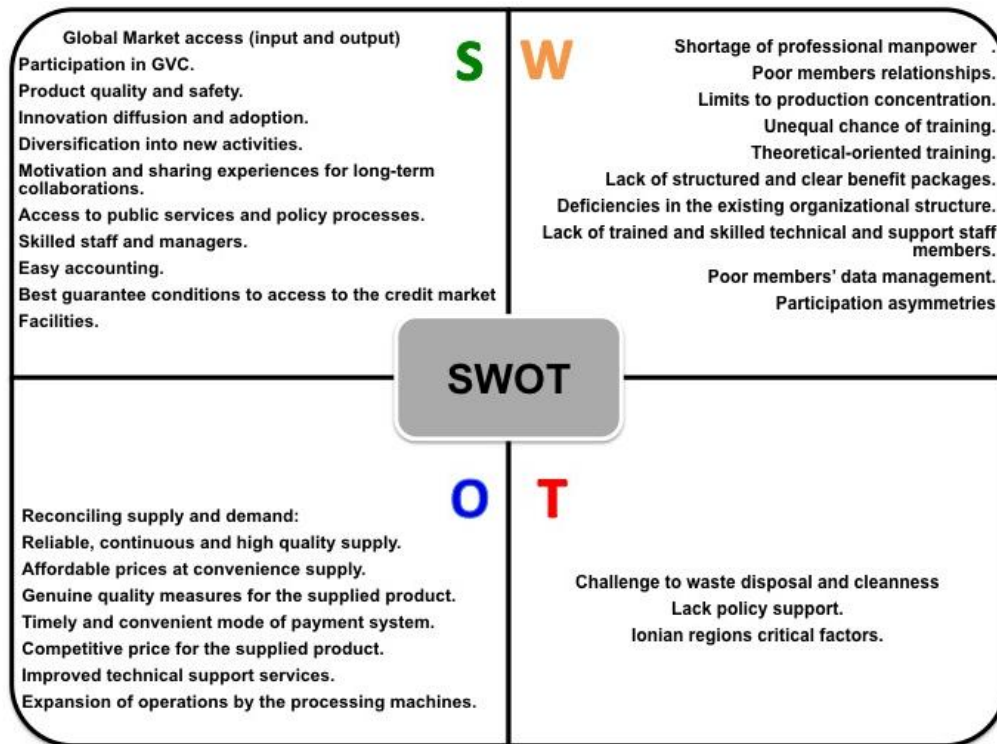 Global Market access (input and output)
Participation in GVC.
Product quality and safety.
Innovation diffusion and adoption.
Diversification into new activities.
Motivation and sharing experiences for long-term
collaborations.
Access to public services and policy processes.
Skilled staff and managers.
Easy accounting.
Best guarantee conditions to access to the credit market
Facilities.
S
W
Shortage of professional manpower .
Poor members relationships.
Limits to production concentration.
Unequal chance of training.
Theoretical-oriented training.
Lack of structured and clear benefit packages.
Deficiencies in the existing organizational structure.
Lack of trained and skilled technical and support staff
members.
Poor members’ data management.
Participation asymmetries
SWOT
O
Reconciling supply and demand:
Reliable, continuous and high quality supply.
Affordable prices at convenience supply.
Genuine quality measures for the supplied product.
Timely and convenient mode of payment system.
Competitive price for the supplied product.
Improved technical support services.
Expansion of operations by the processing machines.
T
Challenge to waste disposal and cleanness
Lack policy support.
Ionian regions critical factors.